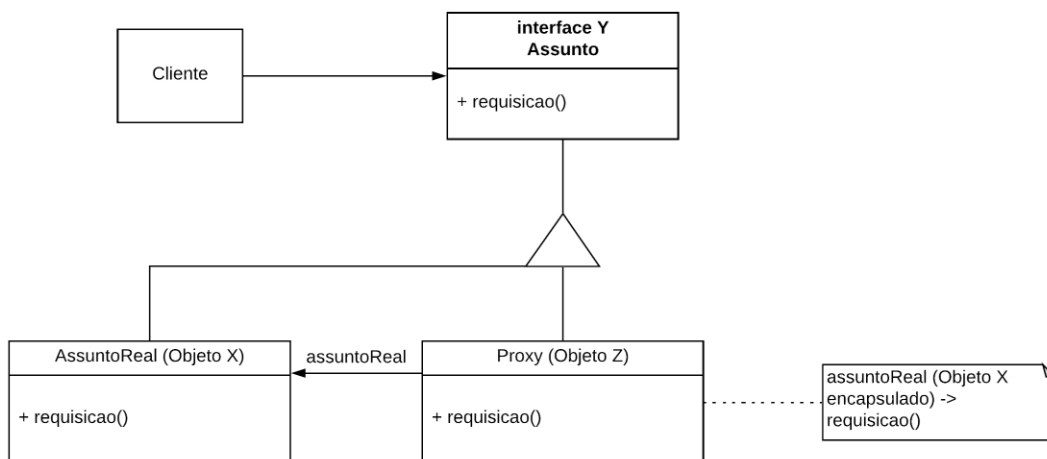 interface Y
Assunto
Cliente
+ requisicao()
AssuntoReal (Objeto X)
assuntoReal
Proxy (Objeto Z)
+ requisicao()
+ requisicao()
assuntoReal (Objeto X
encapsulado) ->
requisicao()